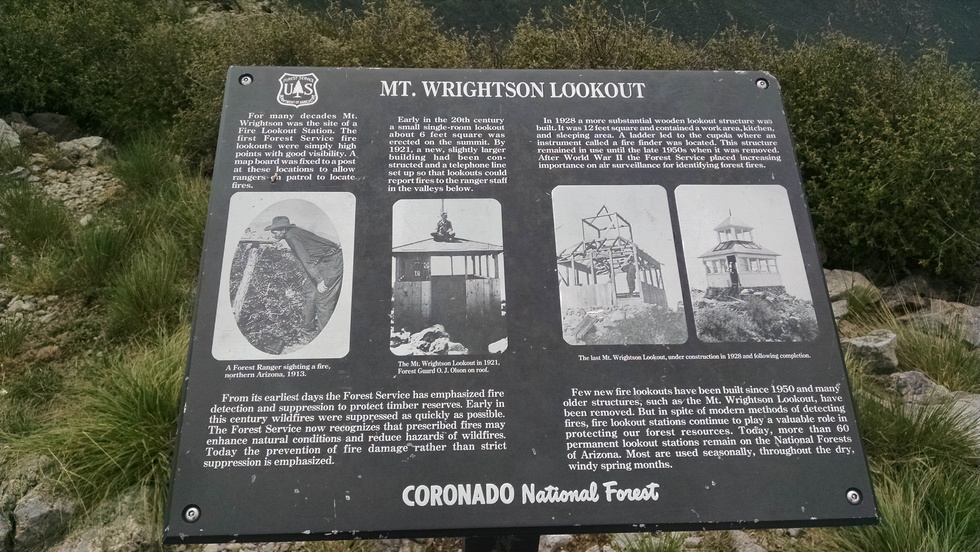 FOREST SERVICE
UAS
DEPARTMENT OF AGRICULTURE
MT. WRIGHTSON LOOKOUT
For many decades Mt.
Wrightson was the site of a
Fire Lookout Station. The
first Forest Service fire
lookouts were simply high
points with good visibility. A
map board was fixed to a post
at these locations to allow
rangers on patrol to locate
fires.
Early in the 20th century
a small single-room lookout
about 6 feet square was
erected on the summit. By
1921, a new, slightly larger
building had been con-
structed and a telephone line
set up so that lookouts could
report fires to the ranger staff
in the valleys below.
In 1928 a more substantial wooden lookout structure was
built. It was 12 feet square and contained a work area, kitchen,
and sleeping area. A ladder led to the cupola where an
instrument called a fire finder was located. This structure
remained in use until the late 1950s when it was removed.
After World War II the Forest Service placed increasing
importance on air surveillance for identifying forest fires.
A Forest Ranger sighting a fire,
northern Arizona, 1913.
The Mt. Wrightson Lookout in 1921,
Forest Guard O. J. Olson on roof.
The last Mt. Wrightson Lookout, under construction in 1928 and following completion.
From its earliest days the Forest Service has emphasized fire
detection and suppression to protect timber reserves. Early in
this century wildfires were suppressed as quickly as possible.
The Forest Service now recognizes that prescribed fires may
enhance natural conditions and reduce hazards of wildfires.
Today the prevention of fire damage rather than strict
suppression is emphasized.
Few new fire lookouts have been built since 1950 and many
older structures, such as the Mt. Wrightson Lookout, have
been removed. But in spite of modern methods of detecting
fires, fire lookout stations continue to play a valuable role in
protecting our forest resources. Today, more than 60
permanent lookout stations remain on the National Forests
of Arizona. Most are used seasonally, throughout the dry,
windy spring months.
CORONADO National Forest